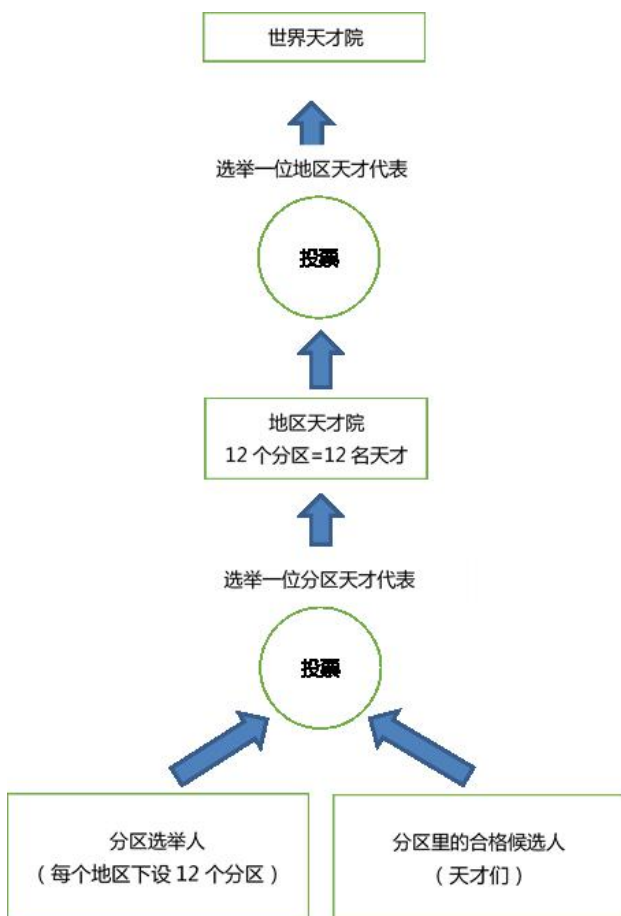 世界天才院
选举一位地区天才代表
投票
地区天才院
12 个分区=12 名天才
选举一位分区天才代表
投票
分区选举人
（每个地区下设 12 个分区）
分区里的合格候选人
（天才们）